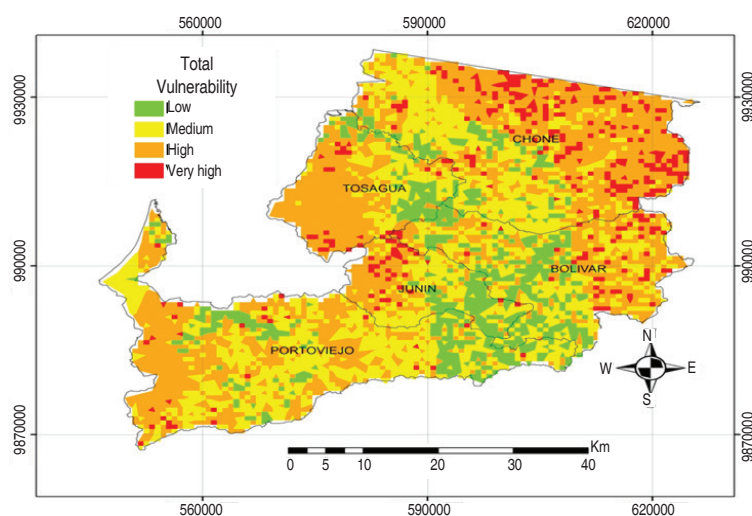 560000 590000 620000
Total
Vulnerability
Low
Medium
High
Very high
9930000
9930000
CHONE
TOSAGUA
990000
990000
BOLIVAR
JUNIN
PORTOVIEJO
N
W E
S
9870000
9870000
Km
0 5 10 20 30 40
560000 590000 620000